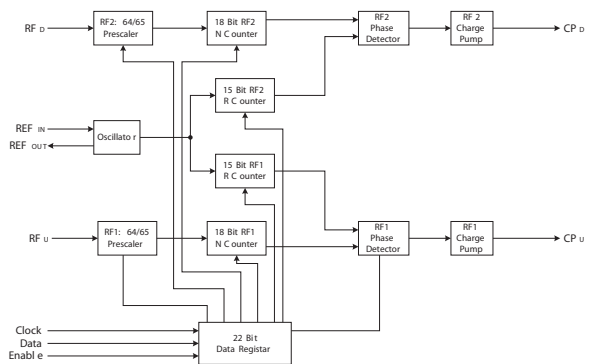 RF D
RF2: 64/65
Prescaler
18 Bit RF2
N C ounter
RF2
Phase
Detector
RF 2
Charge
Pump
CP D
15 Bit RF2
R C ounter
REF IN
REF OUT
Oscillato r
15 Bit RF1
R C ounter
RF U
RF1: 64/65
Prescaler
18 Bit RF1
N C ounter
RF1
Phase
Detector
RF1
Charge
Pump
CP U
Clock
Data
Enabl e
22 Bit
Data Registar